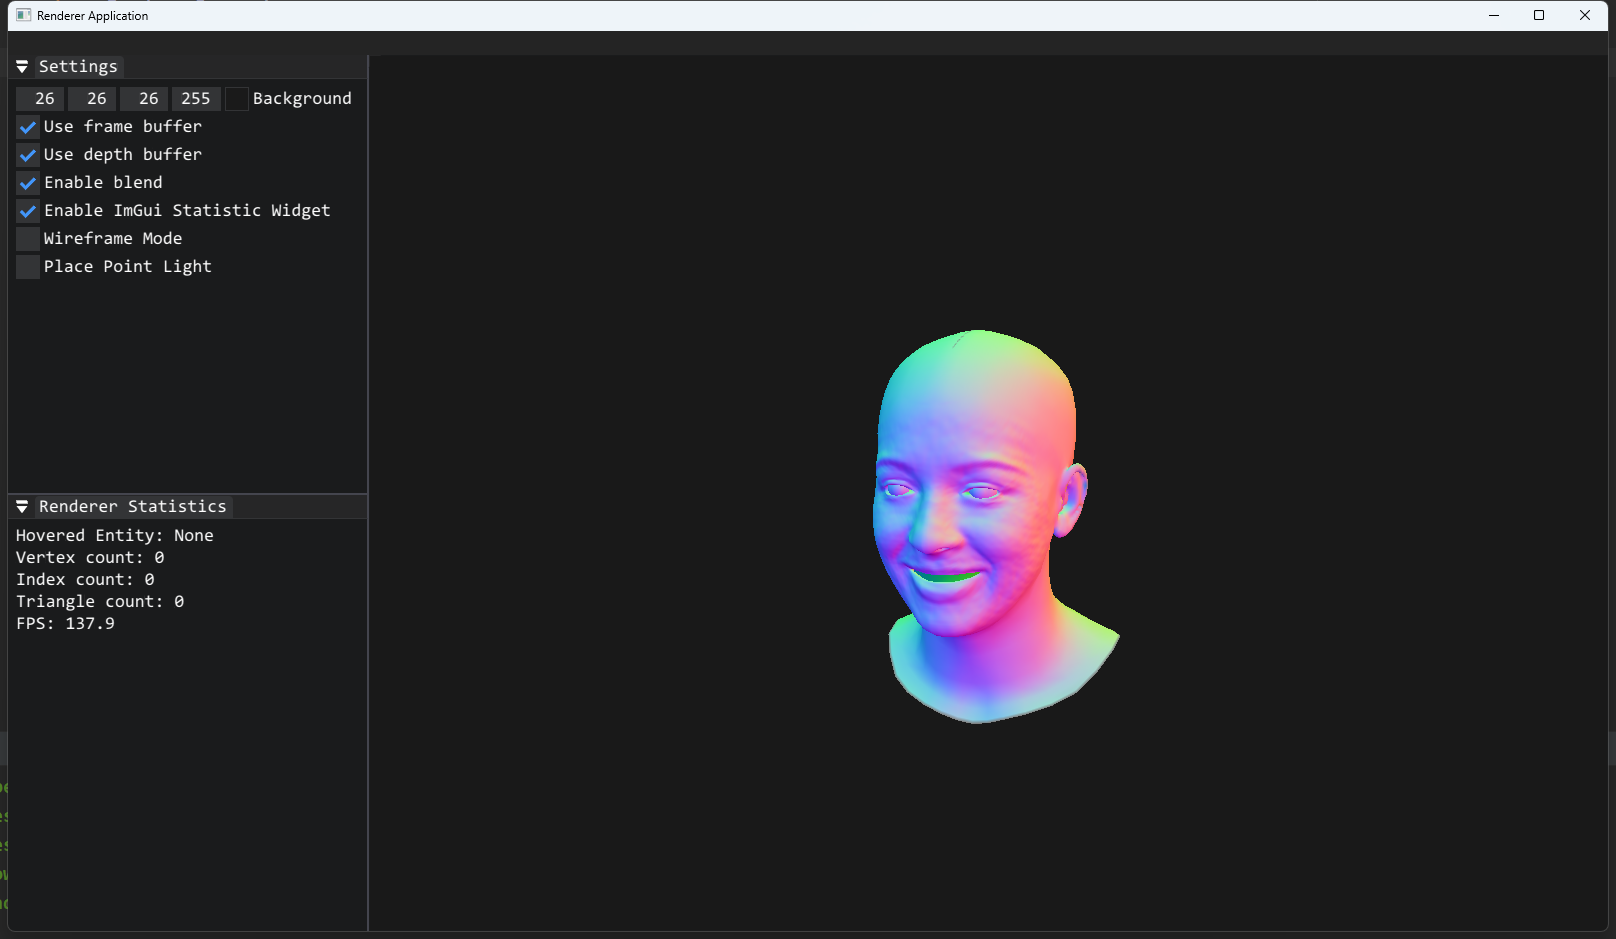 Renderer Application
Settings
26 26 26 255 Background
Use frame buffer
Use depth buffer
Enable blend
Enable ImGui Statistic Widget
Wireframe Mode
Place Point Light
Renderer Statistics
Hovered Entity: None
Vertex count: 0
Index count: 0
Triangle count: 0
FPS: 137.9